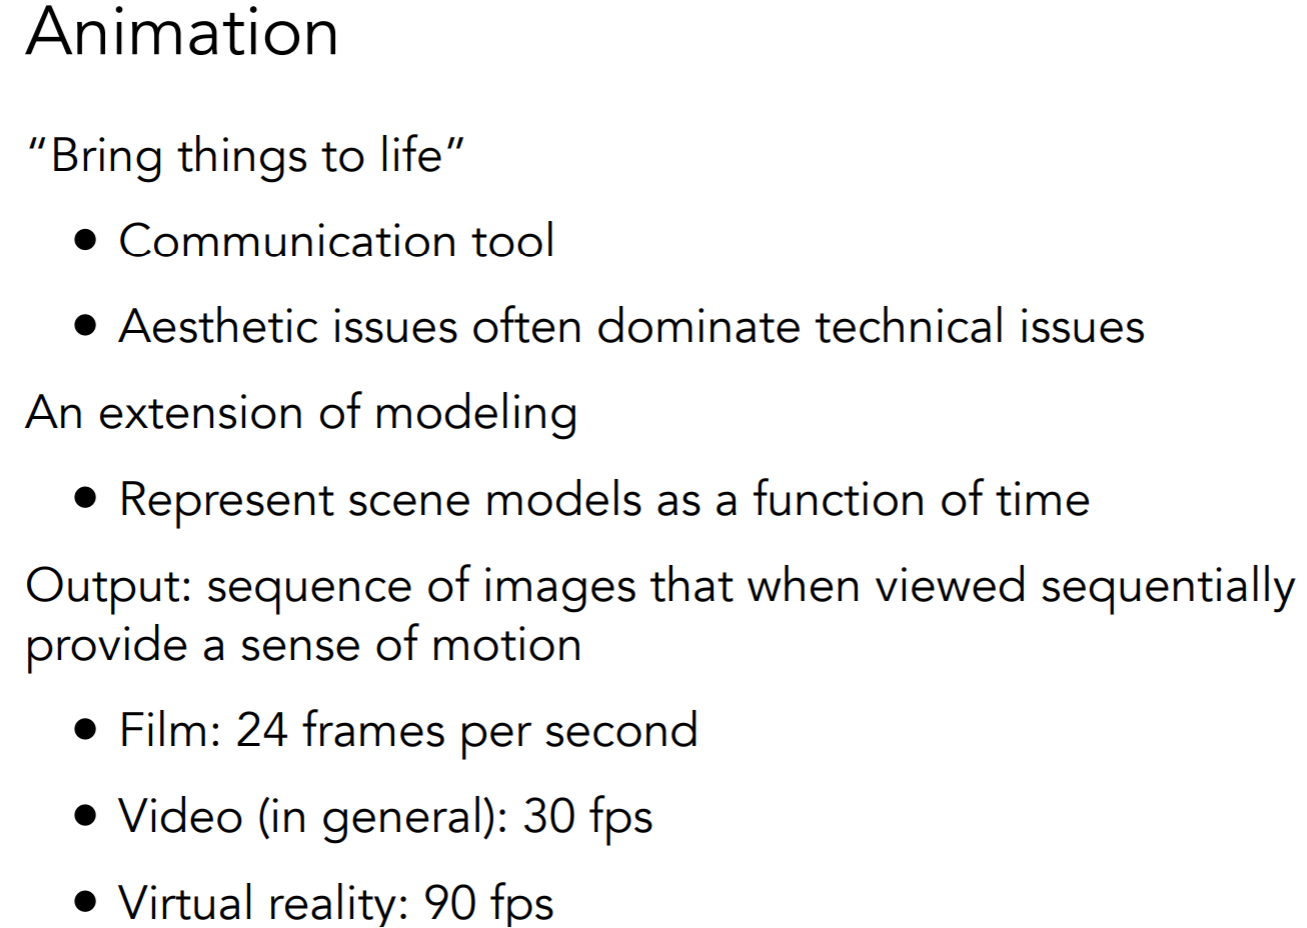 Animation
“Bring things to life”
• Communication tool
• Aesthetic issues often dominate technical issues
An extension of modeling
• Represent scene models as a function of time
Output: sequence of images that when viewed sequentially
provide a sense of motion
• Film: 24 frames per second
• Video (in general): 30 fps
• Virtual reality: 90 fps